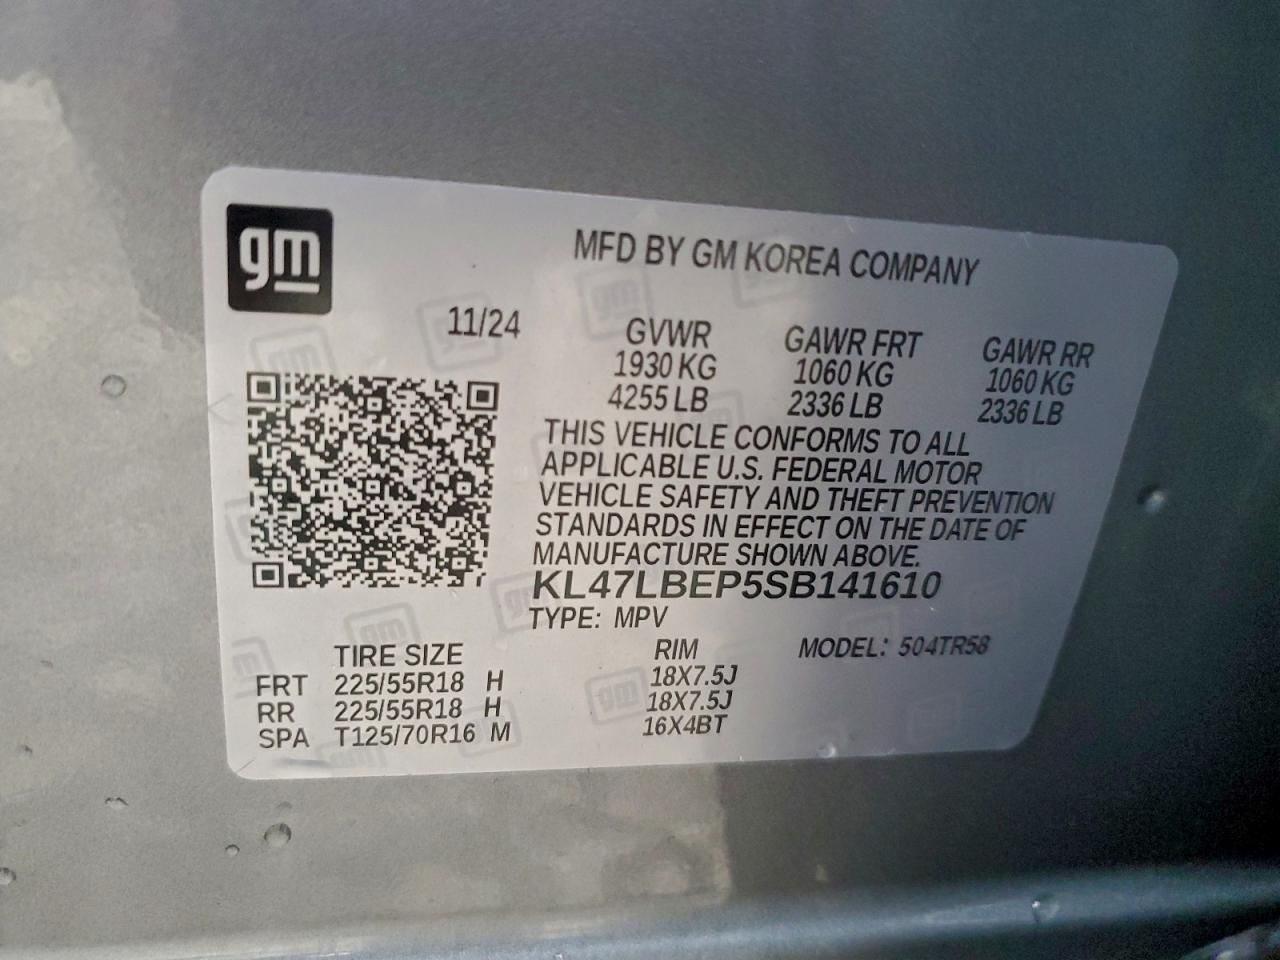 gm
MFD BY GM KOREA COMPANY
11/24
GVWR GAWR FRT GAWR RR
1930 KG 1060 KG 1060 KG
4255 LB 2336 LB 2336 LB
THIS VEHICLE CONFORMS TO ALL
APPLICABLE U.S. FEDERAL MOTOR
VEHICLE SAFETY AND THEFT PREVENTION
STANDARDS IN EFFECT ON THE DATE OF
MANUFACTURE SHOWN ABOVE.
KL47LBEP5SB141610
TYPE: MPV
TIRE SIZE RIM MODEL: 504TR58
FRT 225/55R18 H 18X7.5J
RR 225/55R18 H 18X7.5J
SPA T125/70R16 M 16X4BT